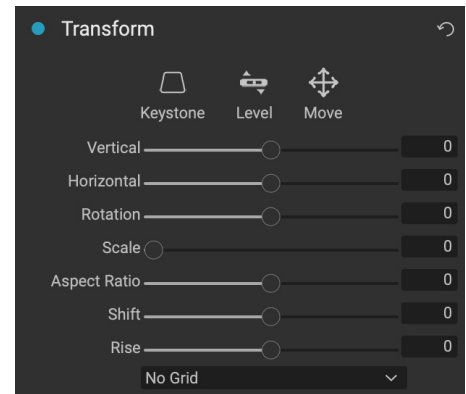 Transform
Keystone Level Move
Vertical 0
Horizontal 0
Rotation 0
Scale 0
Aspect Ratio 0
Shift 0
Rise 0
No Grid